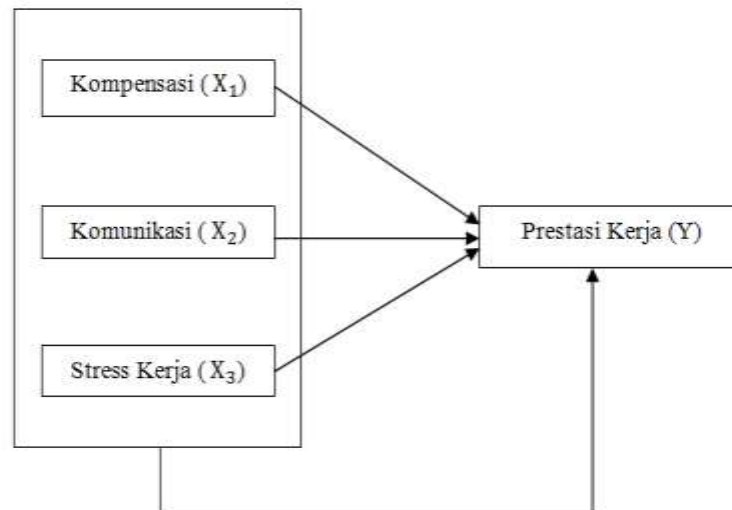 Kompensasi (X₁)
Komunikasi (X₂)
Prestasi Kerja (Y)
Stress Kerja (X₃)